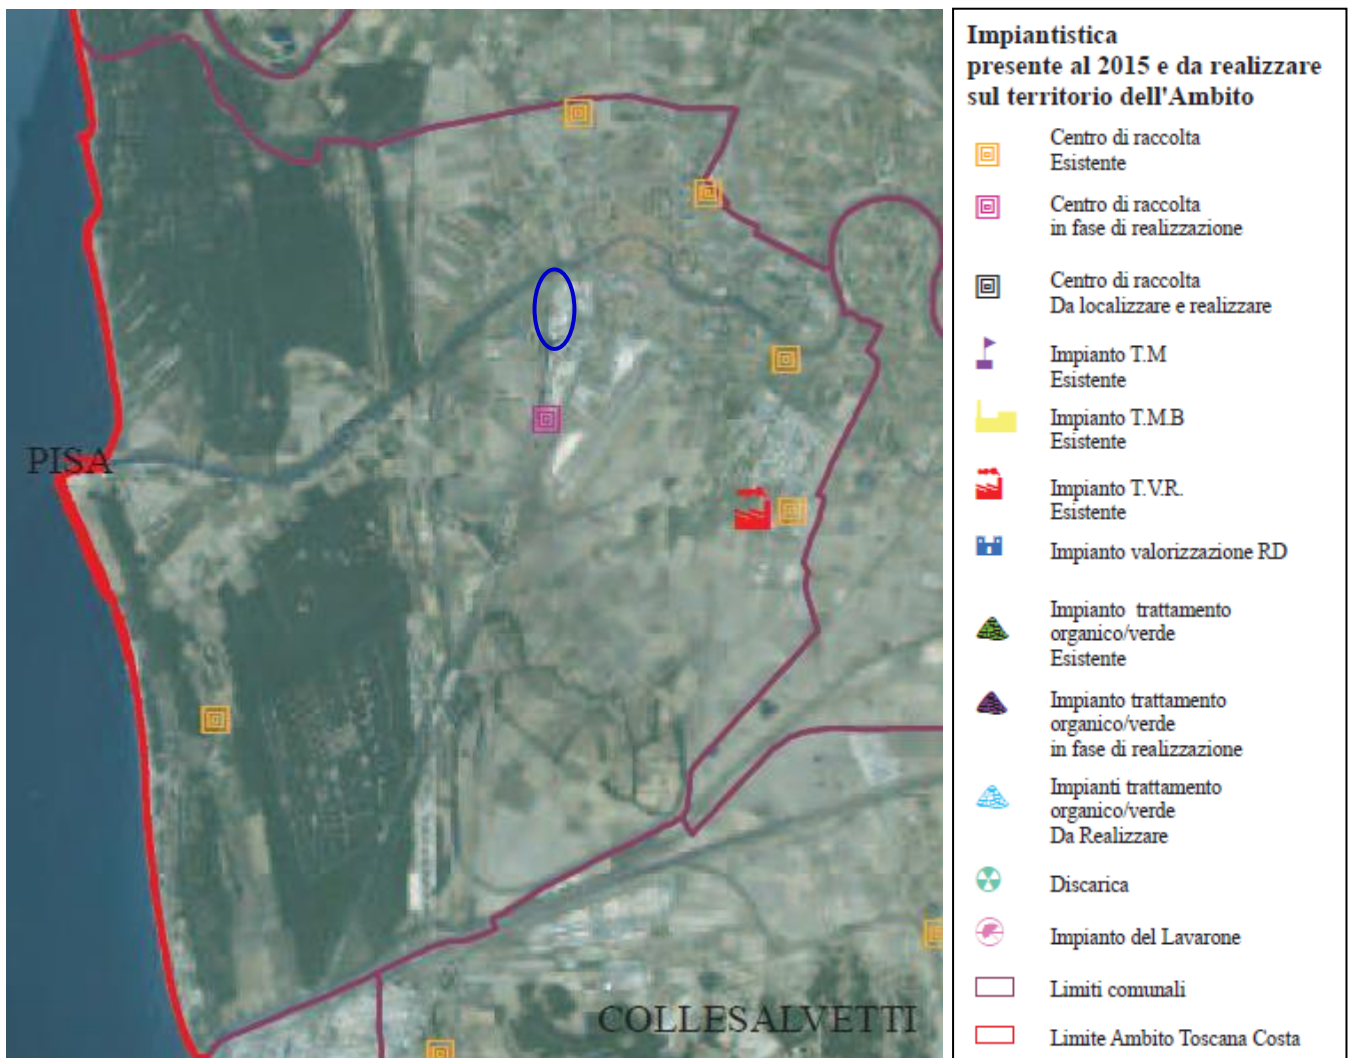 PISA
COLLESALVETTI
Impiantistica
presente al 2015 e da realizzare
sul territorio dell'Ambito
Centro di raccolta
Esistente
Centro di raccolta
in fase di realizzazione
Centro di raccolta
Da localizzare e realizzare
Impianto T.M
Esistente
Impianto T.M.B
Esistente
Impianto T.V.R.
Esistente
Impianto valorizzazione RD
Impianto trattamento
organico/verde
Esistente
Impianto trattamento
organico/verde
in fase di realizzazione
Impianti trattamento
organico/verde
Da Realizzare
Discarica
Impianto del Lavarone
Limiti comunali
Limite Ambito Toscana Costa